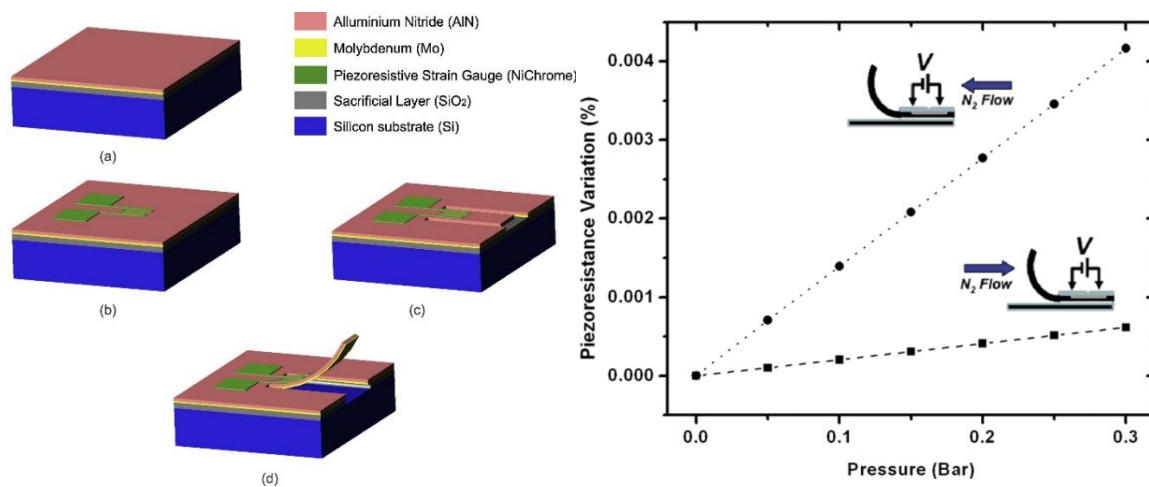 Alluminium Nitride (AlN)
Molybdenum (Mo)
Piezoresistive Strain Gauge (NiChrome)
Sacrificial Layer (SiO₂)
Silicon substrate (Si)
(a)
(b)
(c)
(d)
Piezoresistance Variation (%)
0.004
0.003
0.002
0.001
0.000
V
N₂ Flow
V
N₂ Flow
0.0
0.1
0.2
0.3
Pressure (Bar)